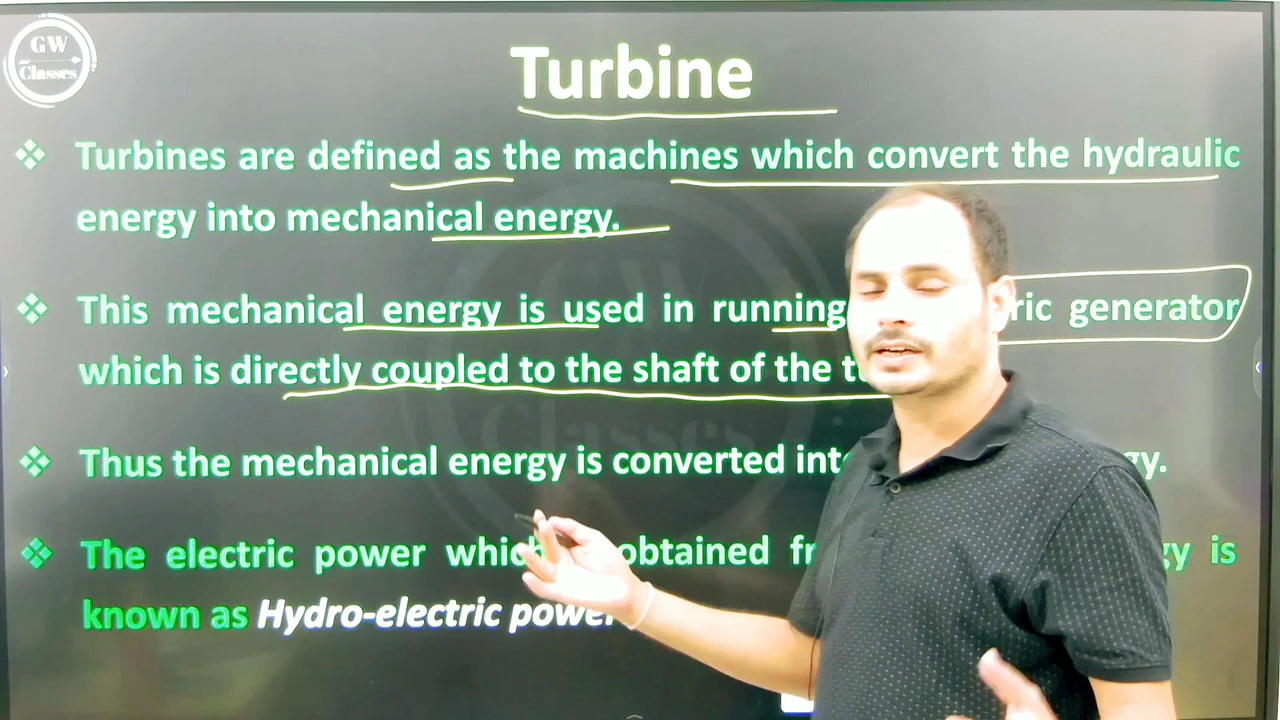 GW
Classes
Turbine
❖ Turbines are defined as the machines which convert the hydraulic
energy into mechanical energy.
❖ This mechanical energy is used in running ric generator
which is directly coupled to the shaft of the t
❖ Thus the mechanical energy is converted int gy.
❖ The electric power which obtained fr gy is
known as Hydro-electric power